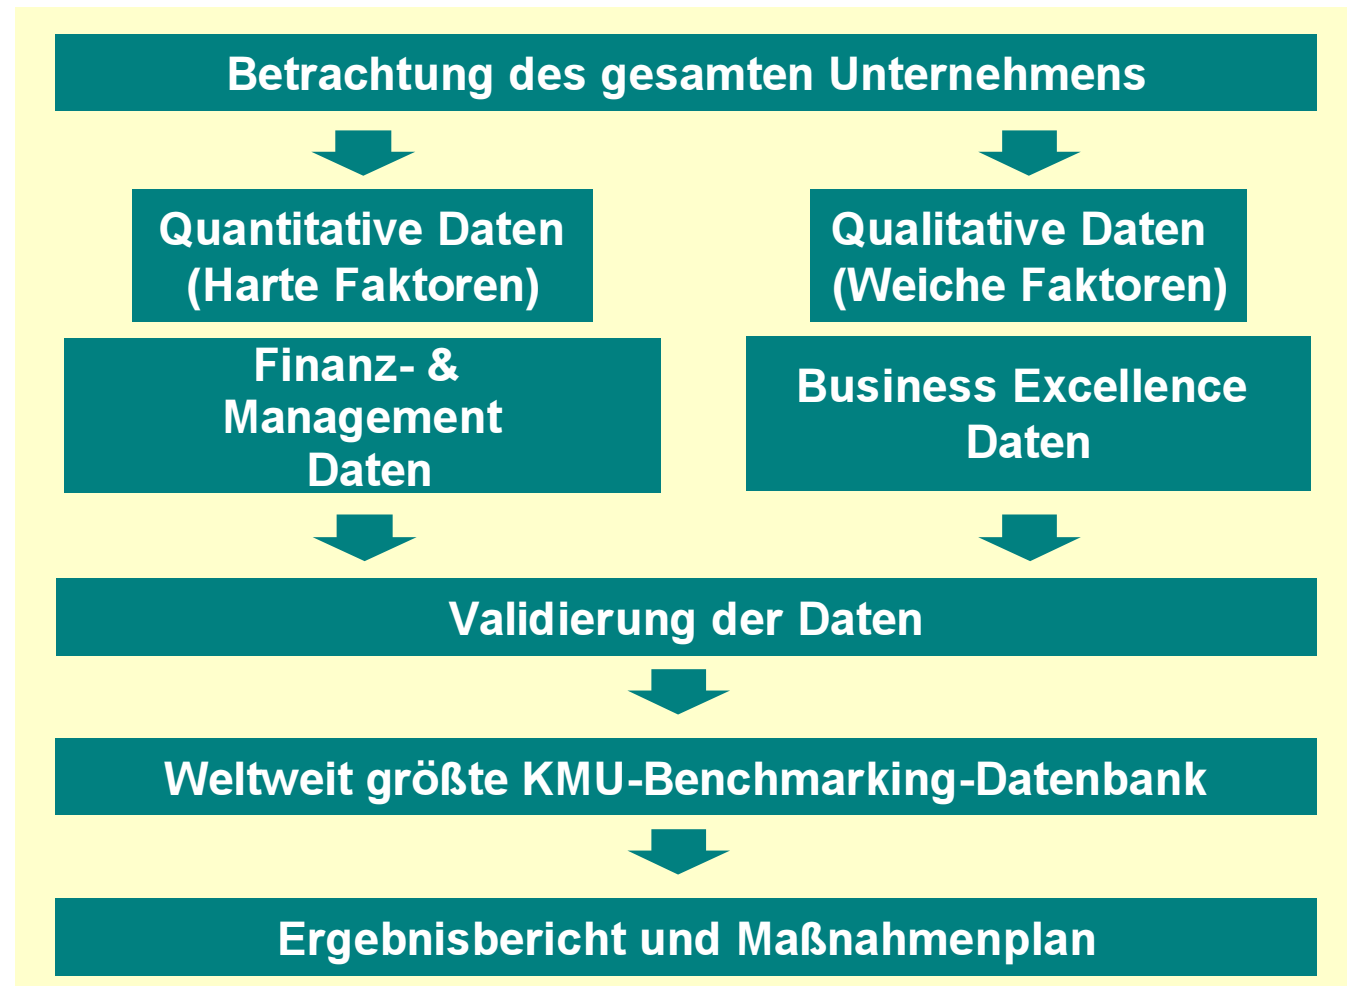 Betrachtung des gesamten Unternehmens
Quantitative Daten
(Harte Faktoren)
Qualitative Daten
(Weiche Faktoren)
Finanz- &
Management
Daten
Business Excellence
Daten
Validierung der Daten
Weltweit größte KMU-Benchmarking-Datenbank
Ergebnisbericht und Maßnahmenplan